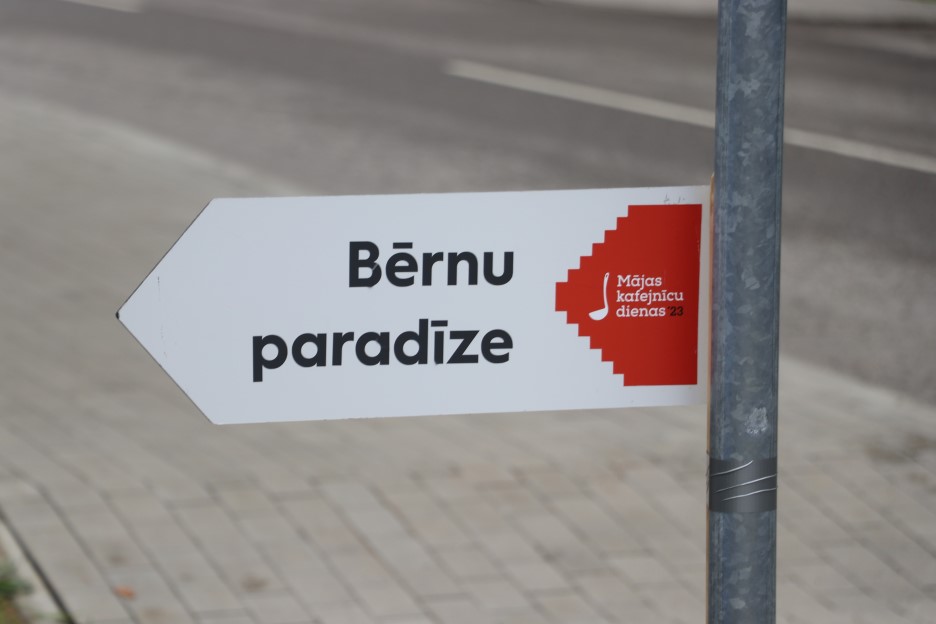 Bērnu
paradīze
Mājas
kafejnīcu
dienas '23